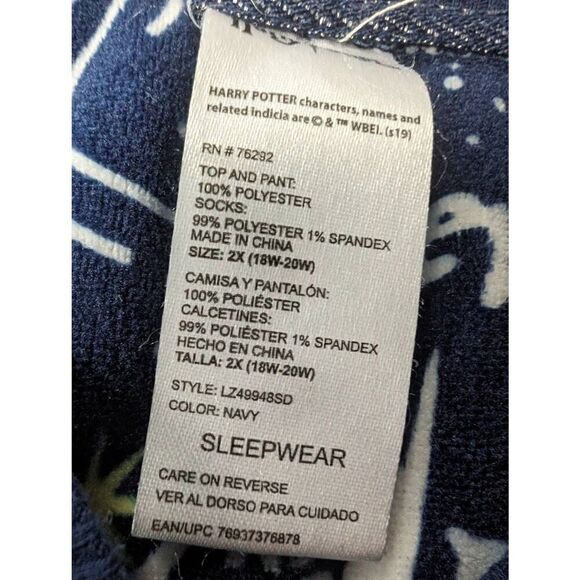 HARRY POTTER characters, names and
related indicia are © & ™ WBEI. (s19)
RN # 76292
TOP AND PANT:
100% POLYESTER
SOCKS:
99% POLYESTER 1% SPANDEX
MADE IN CHINA
SIZE: 2X (18W-20W)
CAMISA Y PANTALÓN:
100% POLIÉSTER
CALCETINES:
99% POLIÉSTER 1% SPANDEX
HECHO EN CHINA
TALLA: 2X (18W-20W)
STYLE: LZ49948SD
COLOR: NAVY
SLEEPWEAR
CARE ON REVERSE
VER AL DORSO PARA CUIDADO
EAN/UPC 76937376878